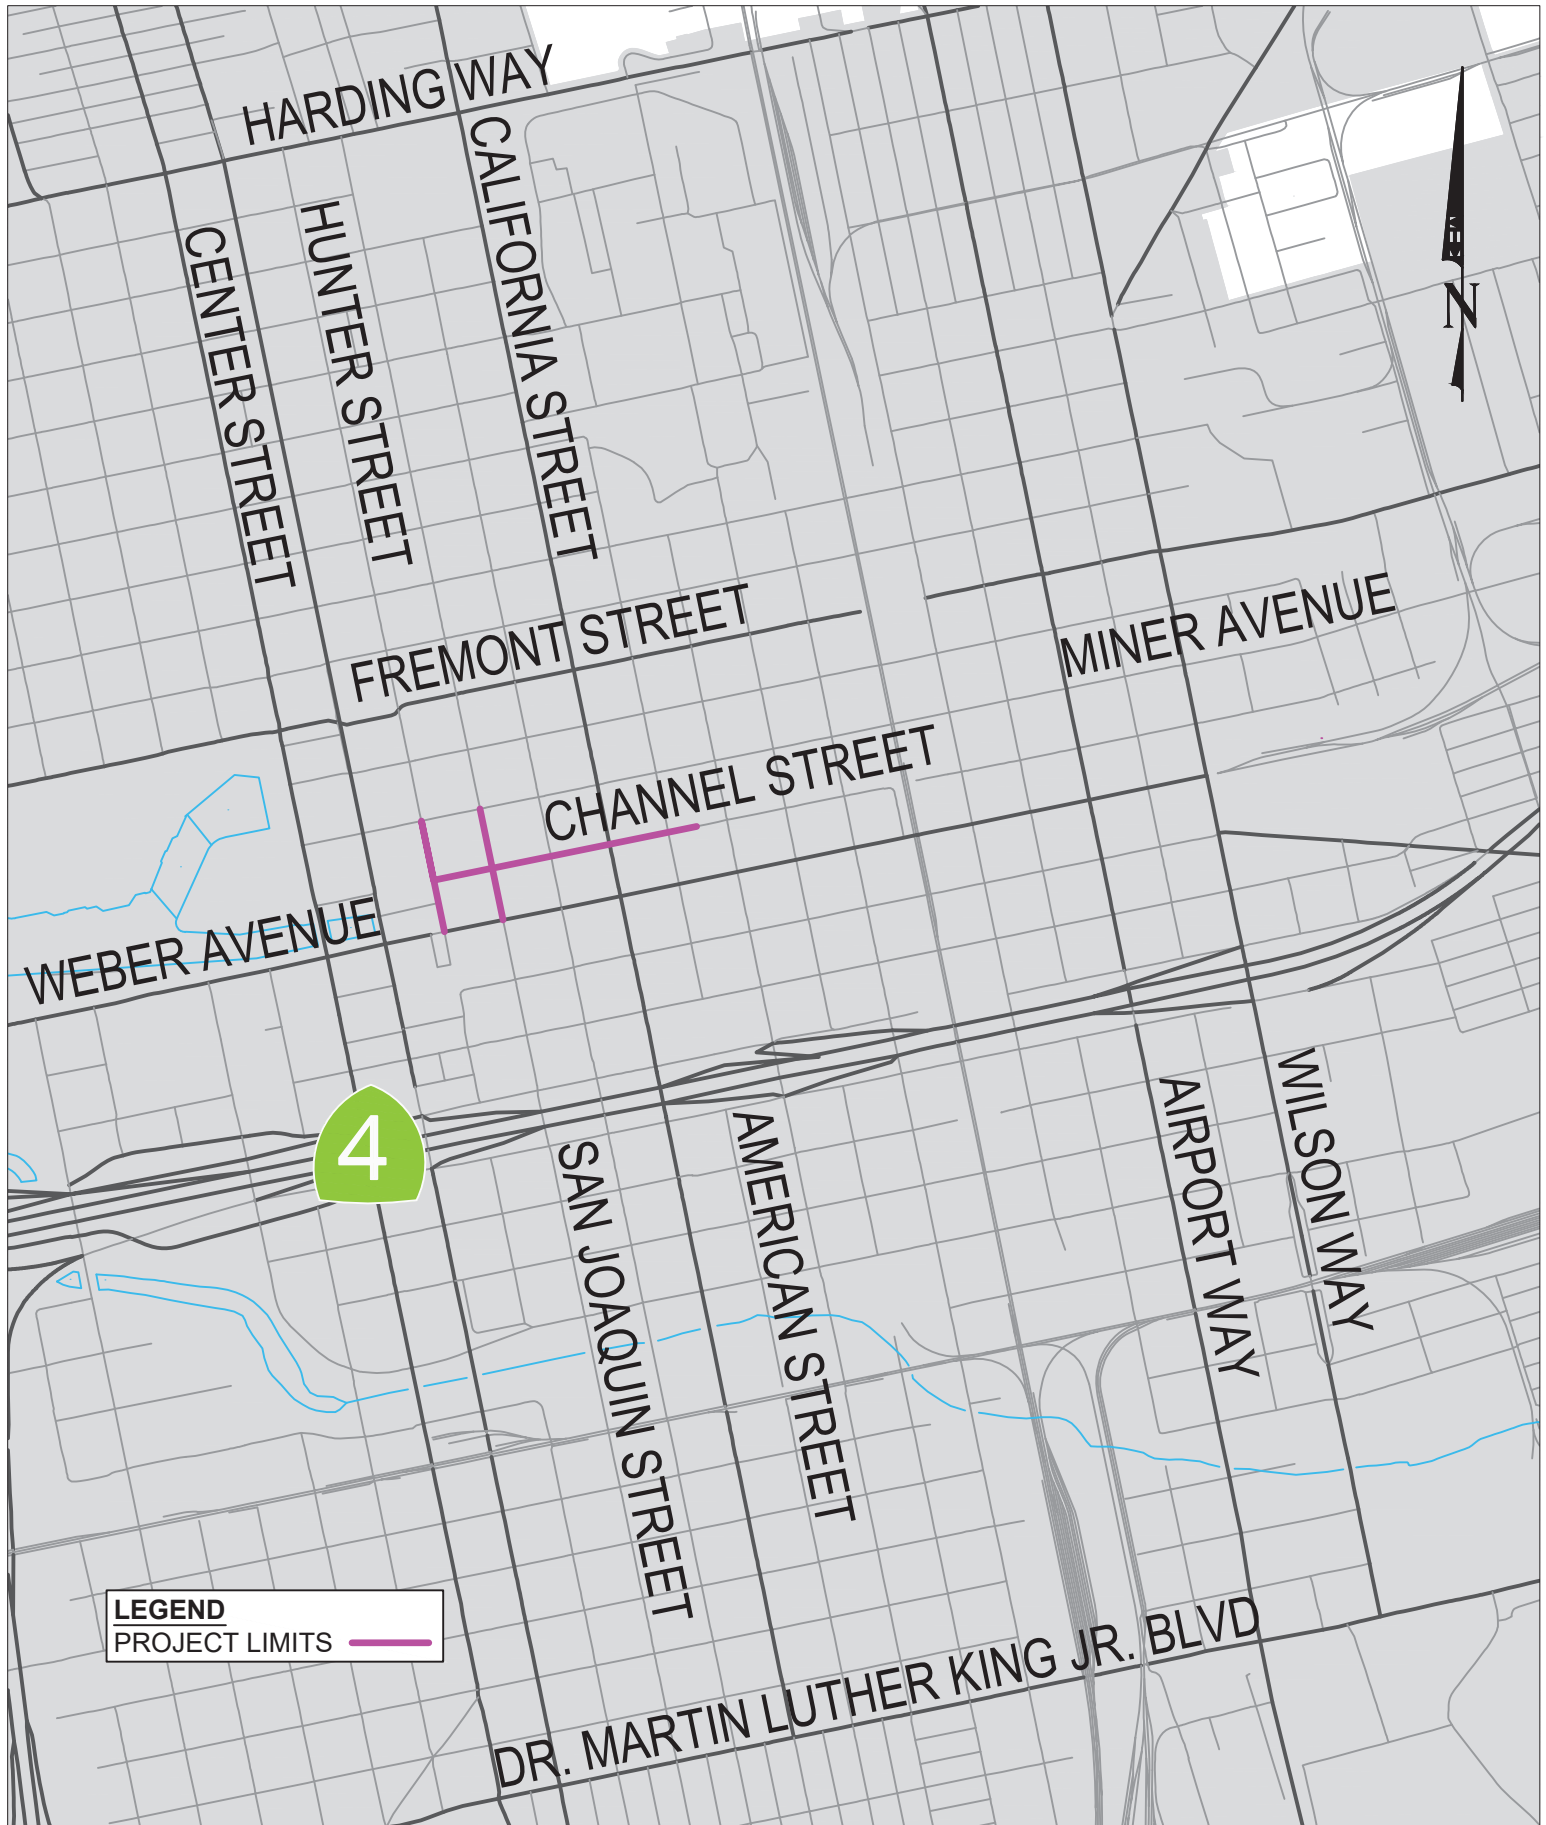 HARDING WAY
CALIFORNIA STREET
HUNTER STREET
CENTER STREET
N
FREMONT STREET
MINER AVENUE
CHANNEL STREET
WEBER AVENUE
4
SAN JOAQUIN STREET
AMERICAN STREET
AIRPORT WAY
WILSON WAY
LEGEND
PROJECT LIMITS
DR. MARTIN LUTHER KING JR. BLVD